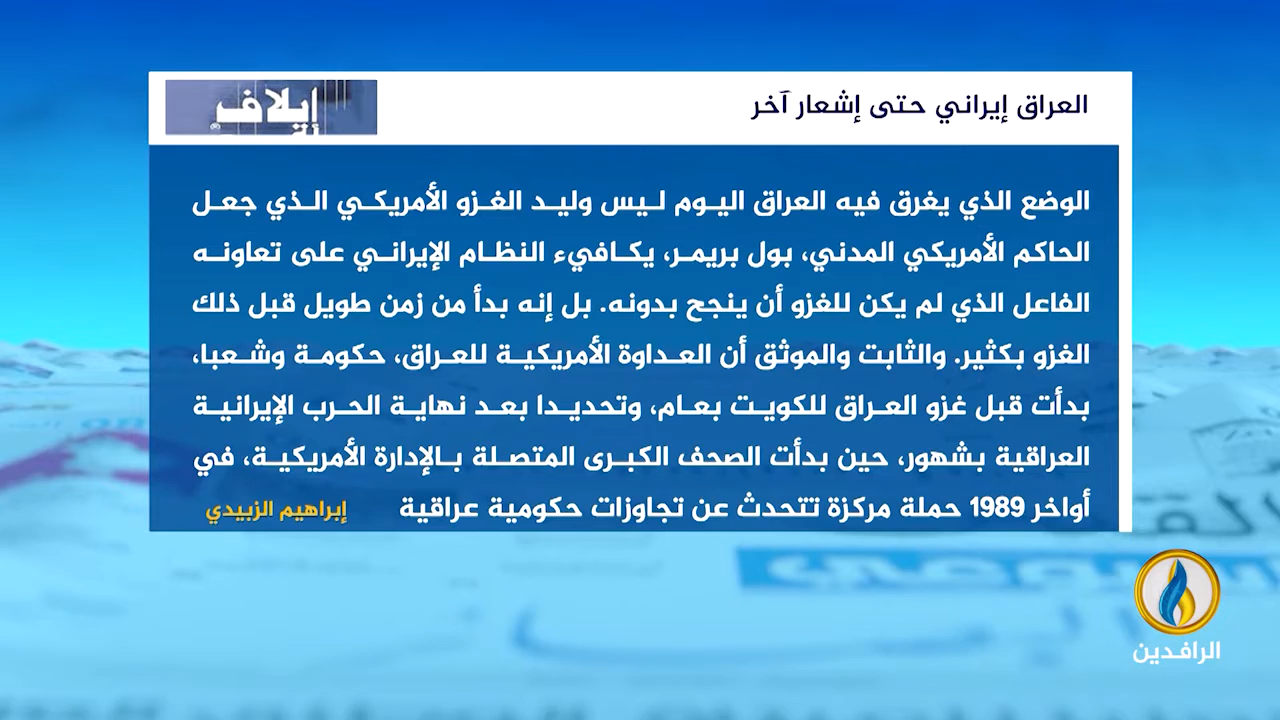 العراق إيراني حتى إشعار آخر
إيلاف
الوضع الذي يغرق فيه العراق اليوم ليس وليد الغزو الأمريكي الذي جعل
الحاكم الأمريكي المدني، بول بريمر، يكافيء النظام الإيراني على تعاونه
الفاعل الذي لم يكن للغزو أن ينجح بدونه. بل إنه بدأ من زمن طويل قبل ذلك
الغزو بكثير. والثابت والموثق أن العداوة الأمريكية للعراق، حكومة وشعبا،
بدأت قبل غزو العراق للكويت بعام، وتحديدا بعد نهاية الحرب الإيرانية
العراقية بشهور، حين بدأت الصحف الكبرى المتصلة بالإدارة الأمريكية، في
أواخر 1989 حملة مركزة تتحدث عن تجاوزات حكومية عراقية
إبراهيم الزبيدي
الرافدين